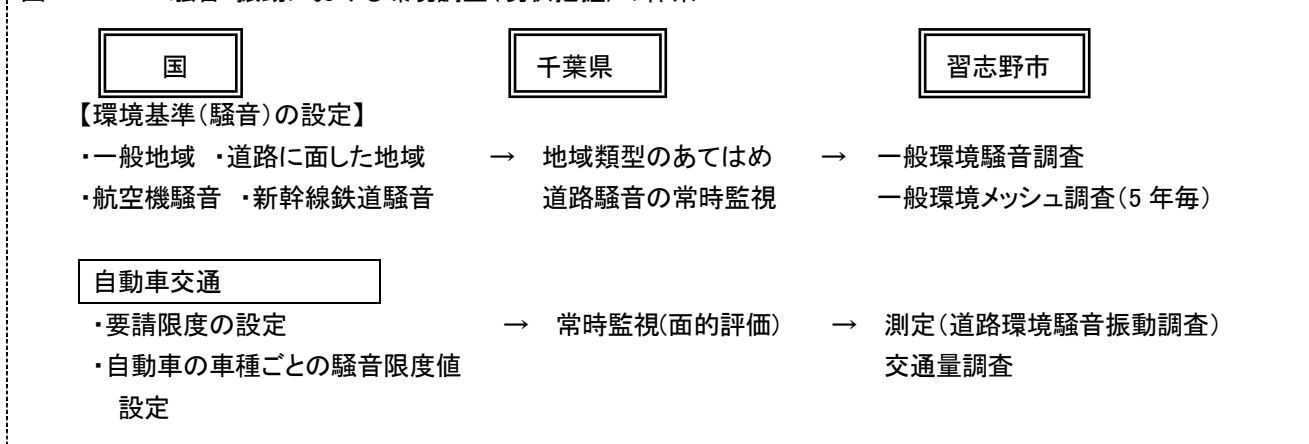 国 千葉県 習志野市
【環境基準(騒音)の設定】
・一般地域 ・道路に面した地域 → 地域類型のあてはめ → 一般環境騒音調査
・航空機騒音 ・新幹線鉄道騒音 道路騒音の常時監視 一般環境メッシュ調査(5 年毎)
自動車交通
・要請限度の設定 → 常時監視(面的評価) → 測定(道路環境騒音振動調査)
・自動車の車種ごとの騒音限度値 交通量調査
設定